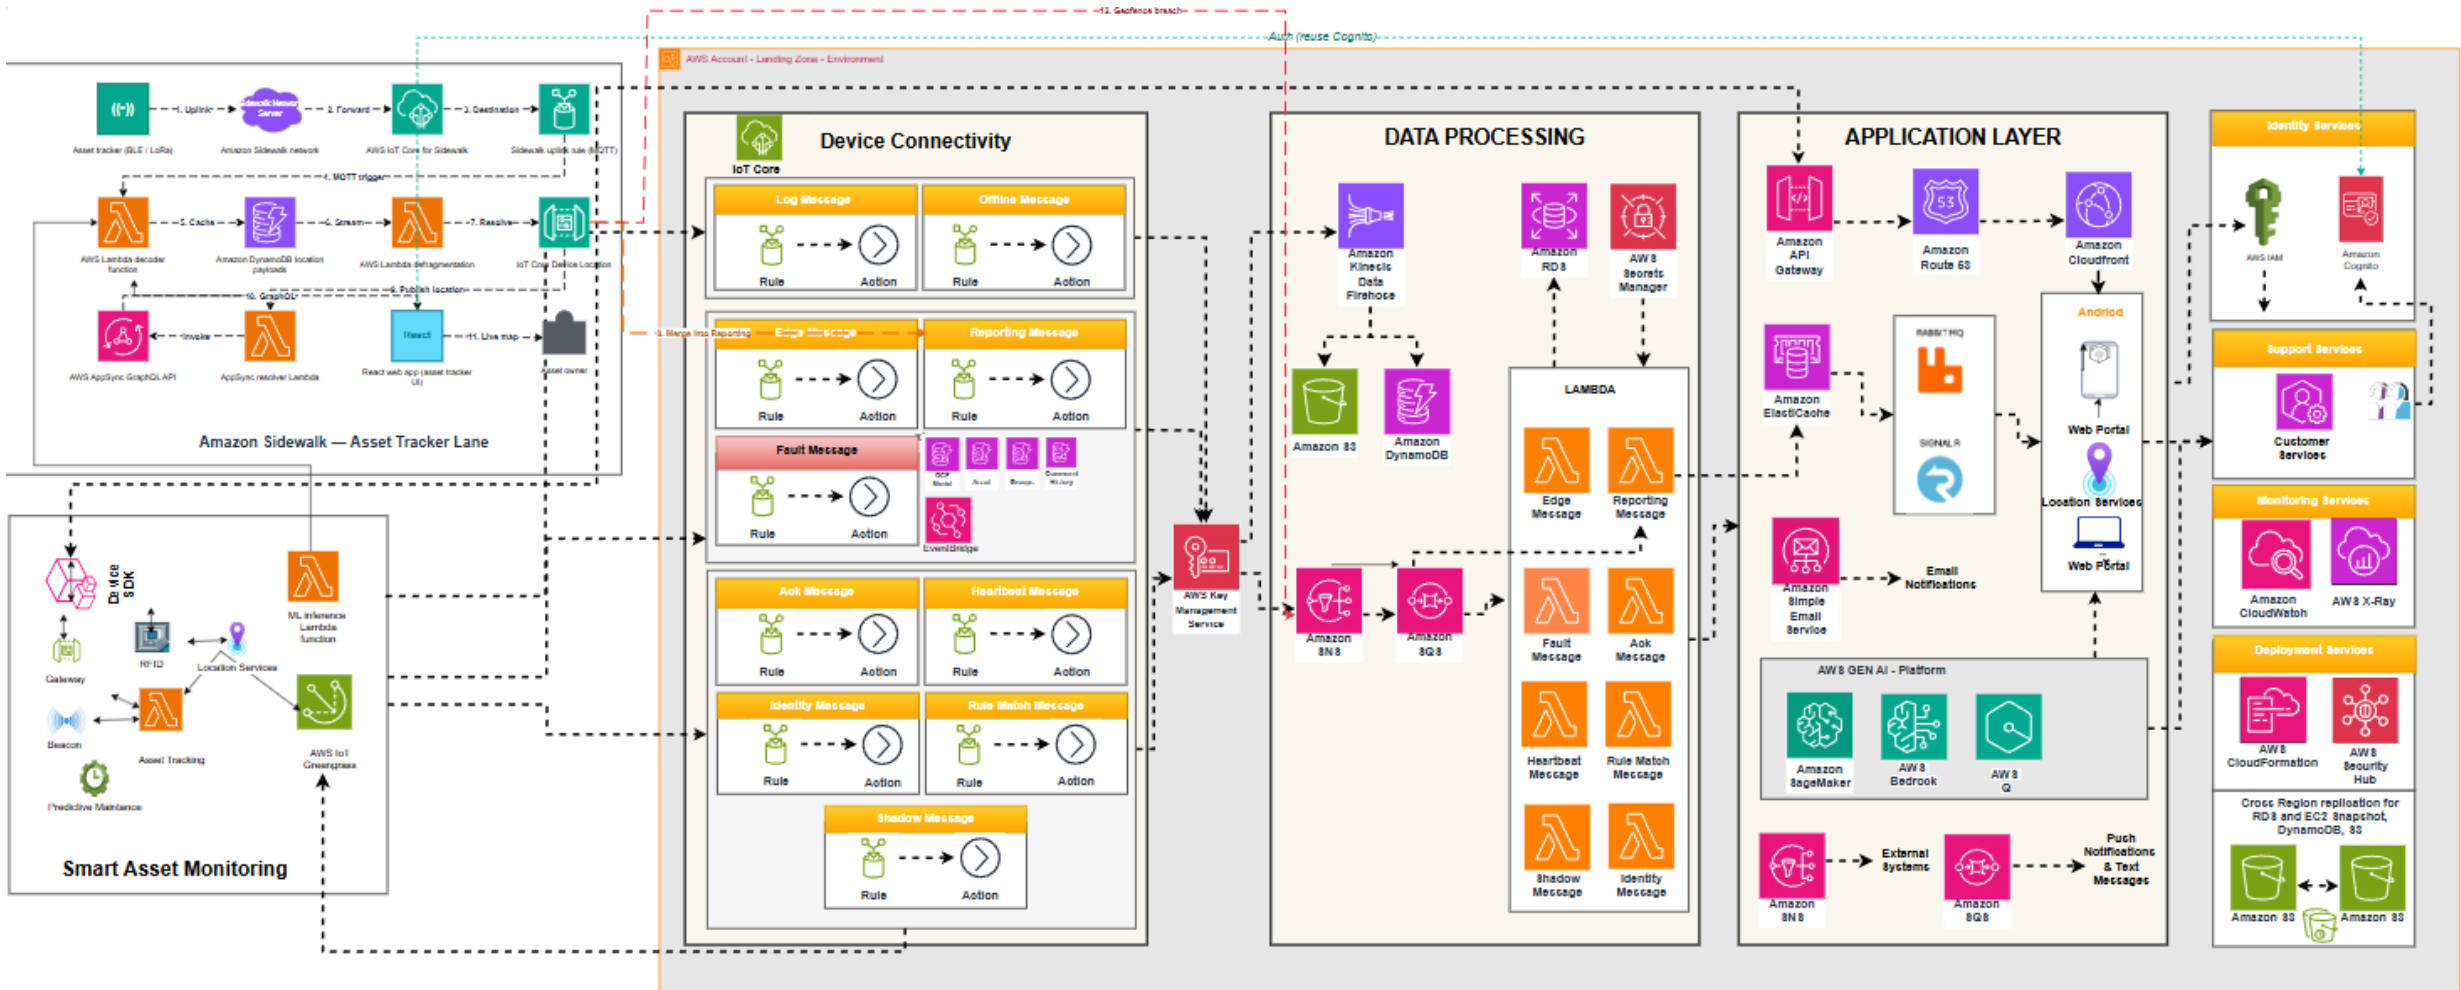 12. Geofence breach
Auth (reuse Cognito)
AWS Account - Landing Zone - Environment
1. Uplink
Sidewalk Network
Server
2. Forward
3. Destination
Asset tracker (BLE / LoRa)
Amazon Sidewalk network
AWS IoT Core for Sidewalk
Sidewalk uplink rule (MQTT)
4. MQTT trigger
5. Cache
6. Stream
7. Resolve
AWS Lambda decoder
function
Amazon DynamoDB location
payloads
AWS Lambda defragmentation
IoT Core Device Location
9. Publish location
10. GraphQL
Invoke
React
11. Live map
AWS AppSync GraphQL API
AppSync resolver Lambda
React web app (asset tracker
UI)
Asset owner
Amazon Sidewalk — Asset Tracker Lane
Merge into Reporting
Device
SDK
Gateway
RFID
Location Services
ML inference
Lambda
function
Beacon
Asset Tracking
AWS IoT
Greengrass
Predictive Maintance
Smart Asset Monitoring
Device Connectivity
IoT Core
Log Message
Rule
Action
Offline Message
Rule
Action
Edge Message
Rule
Action
Reporting Message
Rule
Action
Fault Message
Rule
Action
Model
Asset
Groups
Command
History
EventBridge
Ack Message
Rule
Action
Heartbeat Message
Rule
Action
Identity Message
Rule
Action
Rule Match Message
Rule
Action
Shadow Message
Rule
Action
AWS Key
Management
Service
DATA PROCESSING
Amazon
Kinesis
Data
Firehose
Amazon
RDS
AWS
Secrets
Manager
Amazon S3
Amazon
DynamoDB
Amazon
SNS
Amazon
SQS
LAMBDA
Edge
Message
Reporting
Message
Fault
Message
Ack
Message
Heartbeat
Message
Rule Match
Message
Shadow
Message
Identity
Message
APPLICATION LAYER
Amazon
API
Gateway
53
Amazon
Route 53
Amazon
Cloudfront
Amazon
ElastiCache
RABBITMQ
SIGNALR
Andriod
Web Portal
Location Services
Web Portal
Amazon
Simple
Email
Service
Email
Notifications
AWS GEN AI - Platform
Amazon
SageMaker
AWS
Bedrook
AWS
Q
Amazon
SNS
External
Systems
Amazon
SQS
Push
Notifications
& Text
Messages
Identity Services
AWS IAM
Amazon
Cognito
Support Services
Customer
Services
Monitoring Services
Amazon
CloudWatch
AWS X-Ray
Deployment Services
AWS
CloudFormation
AWS
Security
Hub
Cross Region replication for
RDS and EC2 Snapshot,
DynamoDB, S3
Amazon S3
Amazon S3